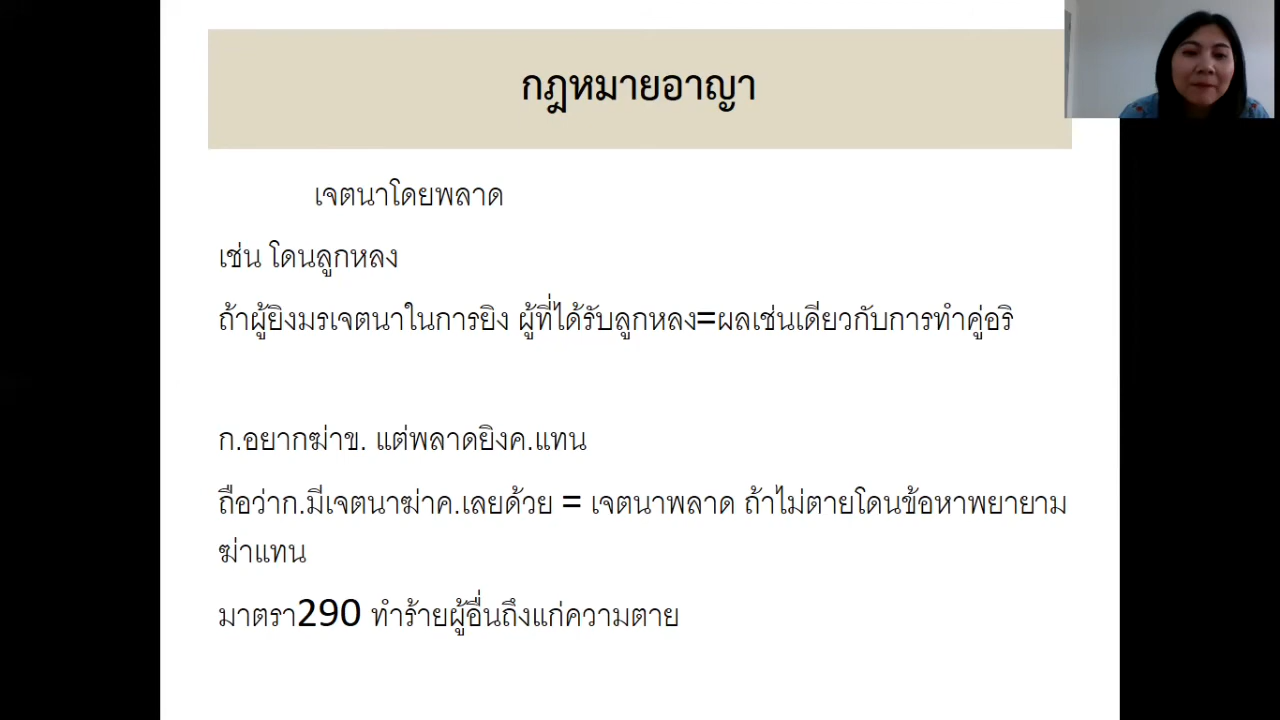 กฎหมายอาญา
เจตนาโดยพลาด
เช่น โดนลูกหลง
ถ้าผู้ยิงมรเจตนาในการยิง ผู้ที่ได้รับลูกหลง=ผลเช่นเดียวกับการทำคู่อริ
ก.อยากฆ่าข. แต่พลาดยิงค.แทน
ถือว่าก.มีเจตนาฆ่าค.เลยด้วย = เจตนาพลาด ถ้าไม่ตายโดนข้อหาพยายาม
ฆ่าแทน
มาตรา290 ทำร้ายผู้อื่นถึงแก่ความตาย